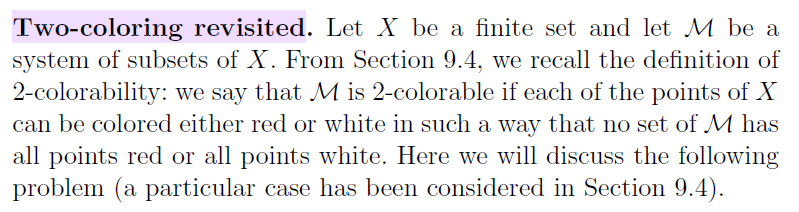 Two-coloring revisited. Let X be a finite set and let ℳ be a
system of subsets of X. From Section 9.4, we recall the definition of
2-colorability: we say that ℳ is 2-colorable if each of the points of X
can be colored either red or white in such a way that no set of ℳ has
all points red or all points white. Here we will discuss the following
problem (a particular case has been considered in Section 9.4).